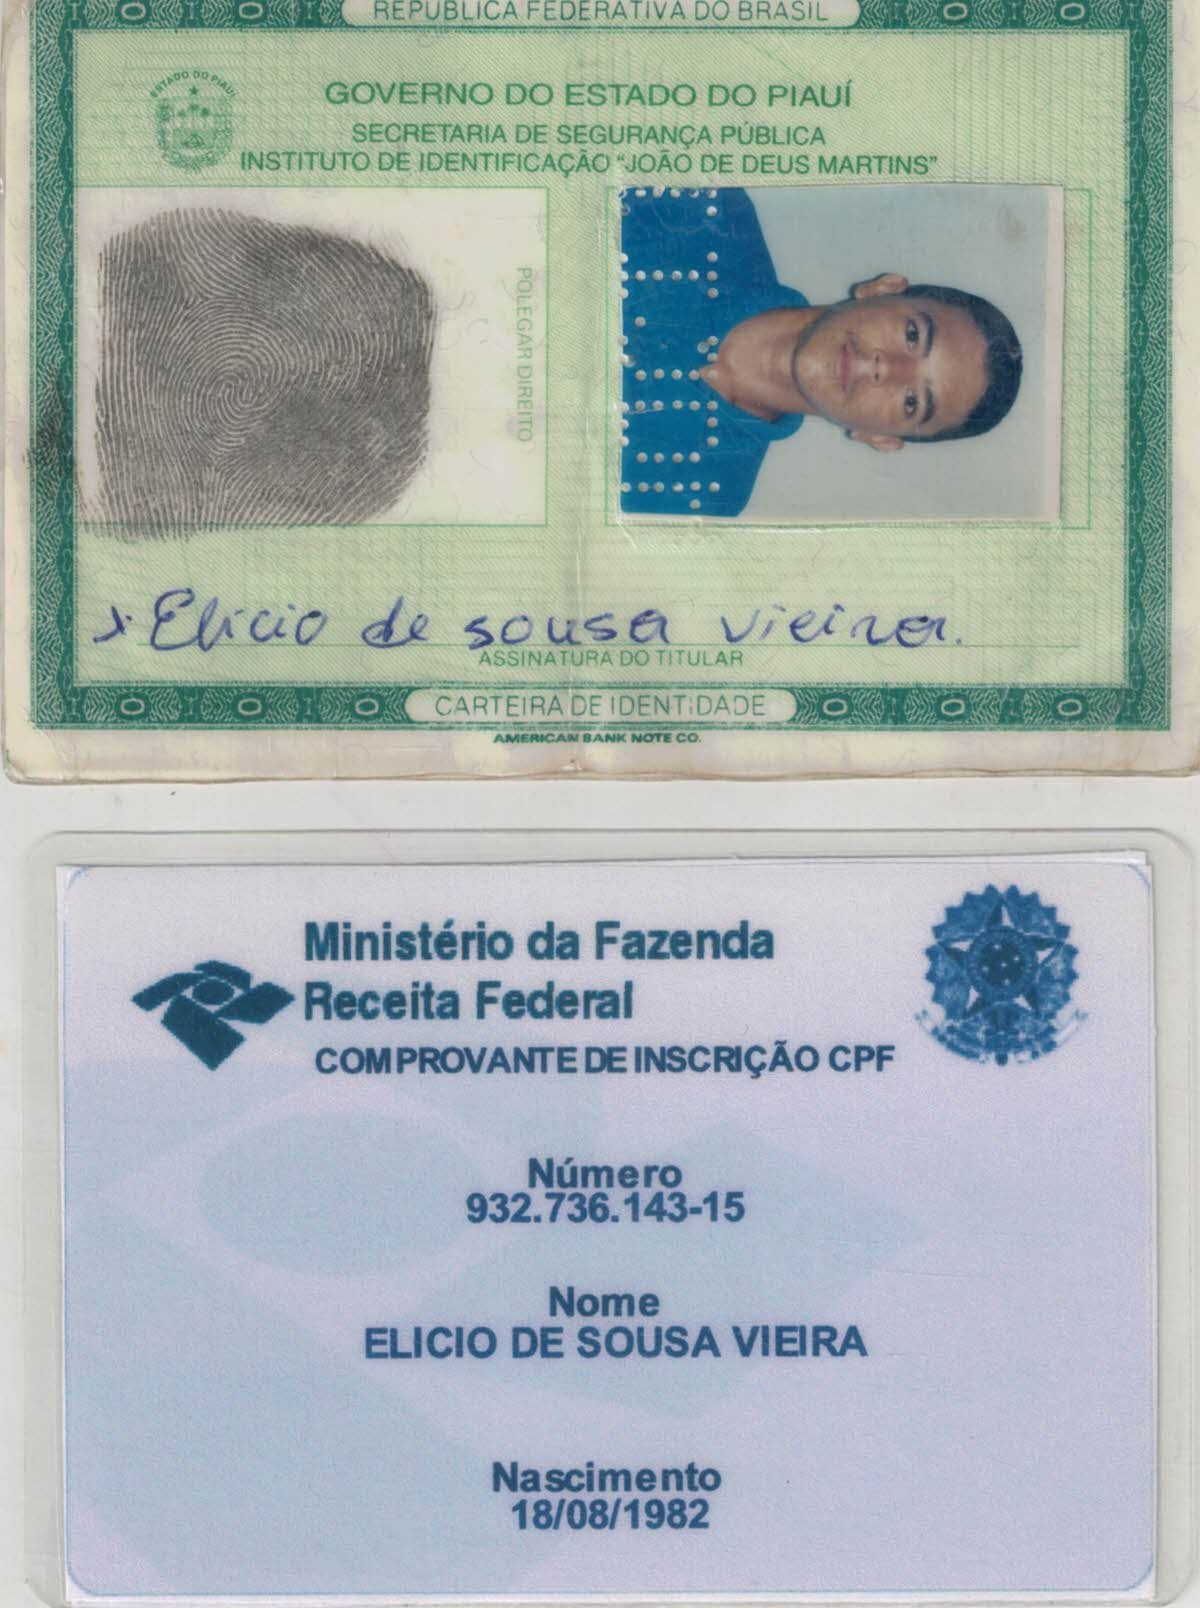 REPÚBLICA FEDERATIVA DO BRASIL
ESTADO DO PIAUÍ
GOVERNO DO ESTADO DO PIAUÍ
SECRETARIA DE SEGURANÇA PÚBLICA
INSTITUTO DE IDENTIFICAÇÃO "JOÃO DE DEUS MARTINS"
POLEGAR DIREITO
x Elicio de sousa vieira.
ASSINATURA DO TITULAR
CARTEIRA DE IDENTIDADE
AMERICAN BANK NOTE CO.
Ministério da Fazenda
Receita Federal
COMPROVANTE DE INSCRIÇÃO CPF
Número
932.736.143-15
Nome
ELICIO DE SOUSA VIEIRA
Nascimento
18/08/1982